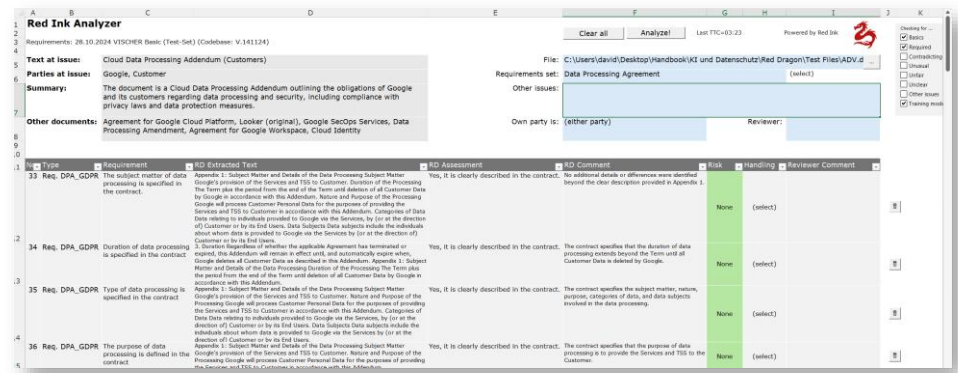 A B C D E F G H I J K
1 Red Ink Analyzer
Clear all Analyze! Last TTC=03:23 Powered by Red Ink
Checking for ...
Basics
Required
Contradicting
Unusual
Unfair
Unclear
Other issues
Training mode
Requirements: 28.10.2024 VISCHER Basic (Test-Set) (Codebase: V.141124)
Text at issue: Cloud Data Processing Addendum (Customers)
File: C:\Users\david\Desktop\Handbook\KI und Datenschutz\Red Dragon\Test Files\ADV.d ...
Parties at issue: Google, Customer
Requirements set: Data Processing Agreement (select)
Summary: The document is a Cloud Data Processing Addendum outlining the obligations of Google
and its customers regarding data processing and security, including compliance with
privacy laws and data protection measures.
Other issues:
Other documents: Agreement for Google Cloud Platform, Looker (original), Google SecOps Services, Data
Processing Amendment, Agreement for Google Workspace, Cloud Identity
Own party is: (either party) Reviewer:
Type Requirement RD Extracted Text RD Assessment RD Comment Risk Handling Reviewer Comment
33 Req. DPA_GDPR The subject matter of data
processing is specified in
the contract.
Appendix 1: Subject Matter and Details of the Data Processing Subject Matter
Google's provision of the Services and TSS to Customer. Duration of the Processing
The Term plus the period from the end of the Term until deletion of all Customer Data
by Google in accordance with this Addendum. Nature and Purpose of the Processing
Google will process Customer Personal Data for the purposes of providing the
Services and TSS to Customer in accordance with this Addendum. Categories of Data
Data relating to individuals provided to Google via the Services, by (or at the direction
of) Customer or by its End Users. Data Subjects Data subjects include the individuals
about whom data is provided to Google via the Services by (or at the direction of)
Customer or by its End Users.
Yes, it is clearly described in the contract.
No additional details or differences were identified
beyond the clear description provided in Appendix 1.
None (select)
34 Req. DPA_GDPR Duration of data processing
is specified in the contract
3. Duration Regardless of whether the applicable Agreement has terminated or
expired, this Addendum will remain in effect until, and automatically expire when,
Google deletes all Customer Data as described in this Addendum. Appendix 1: Subject
Matter and Details of the Data Processing Duration of the Processing The Term plus
the period from the end of the Term until deletion of all Customer Data by Google in
accordance with this Addendum.
Yes, it is clearly described in the contract.
The contract specifies that the duration of data
processing extends beyond the Term until all
Customer Data is deleted by Google.
None (select)
35 Req. DPA_GDPR Type of data processing is
specified in the contract
Appendix 1: Subject Matter and Details of the Data Processing Subject Matter
Google's provision of the Services and TSS to Customer. Nature and Purpose of the
Processing Google will process Customer Personal Data for the purposes of providing
the Services and TSS to Customer in accordance with this Addendum. Categories of
Data Data relating to individuals provided to Google via the Services, by (or at the
direction of) Customer or by its End Users. Data Subjects Data subjects include the
individuals about whom data is provided to Google via the Services by (or at the
direction of) Customer or by its End Users.
Yes, it is clearly described in the contract.
The contract specifies the subject matter, nature,
purpose, categories of data, and data subjects
involved in the data processing.
None (select)
36 Req. DPA_GDPR The purpose of data
processing is defined in the
contract
Appendix 1: Subject Matter and Details of the Data Processing Subject Matter
Google's provision of the Services and TSS to Customer. Nature and Purpose of the
Processing Google will process Customer Personal Data for the purposes of providing
the Services and TSS to Customer in accordance with this Addendum.
Yes, it is clearly described in the contract.
The contract specifies that the purpose of data
processing is to provide the Services and TSS to the
Customer.
None (select)